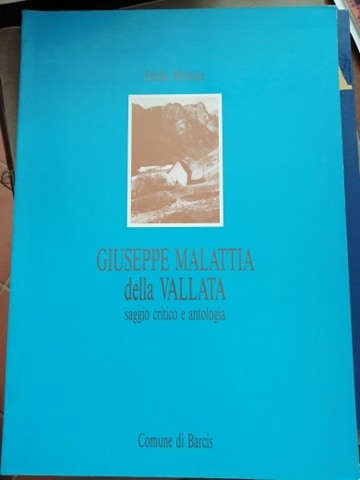 GIUSEPPE MALATTIA
della VALLATA
saggio critico e antologia
Comune di Barcis